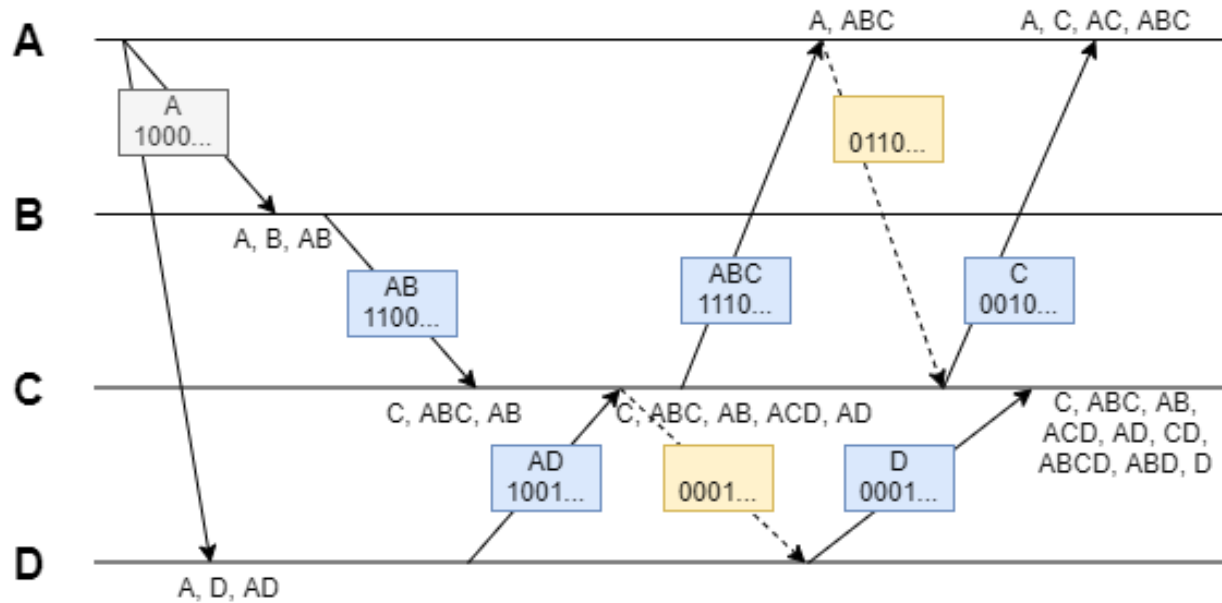 A
A, ABC
A, C, AC, ABC
A
1000...
0110...
B
A, B, AB
AB
1100...
ABC
1110...
C
0010...
C
C, ABC, AB
C, ABC, AB, ACD, AD
C, ABC, AB,
ACD, AD, CD,
ABCD, ABD, D
AD
1001...
0001...
D
0001...
D
A, D, AD